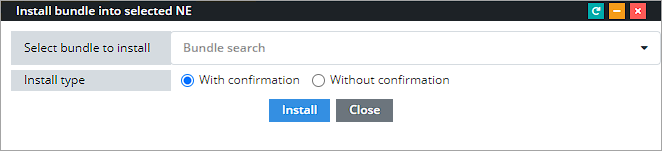 Install bundle into selected NE
Select bundle to install Bundle search
Install type With confirmation Without confirmation
Install Close